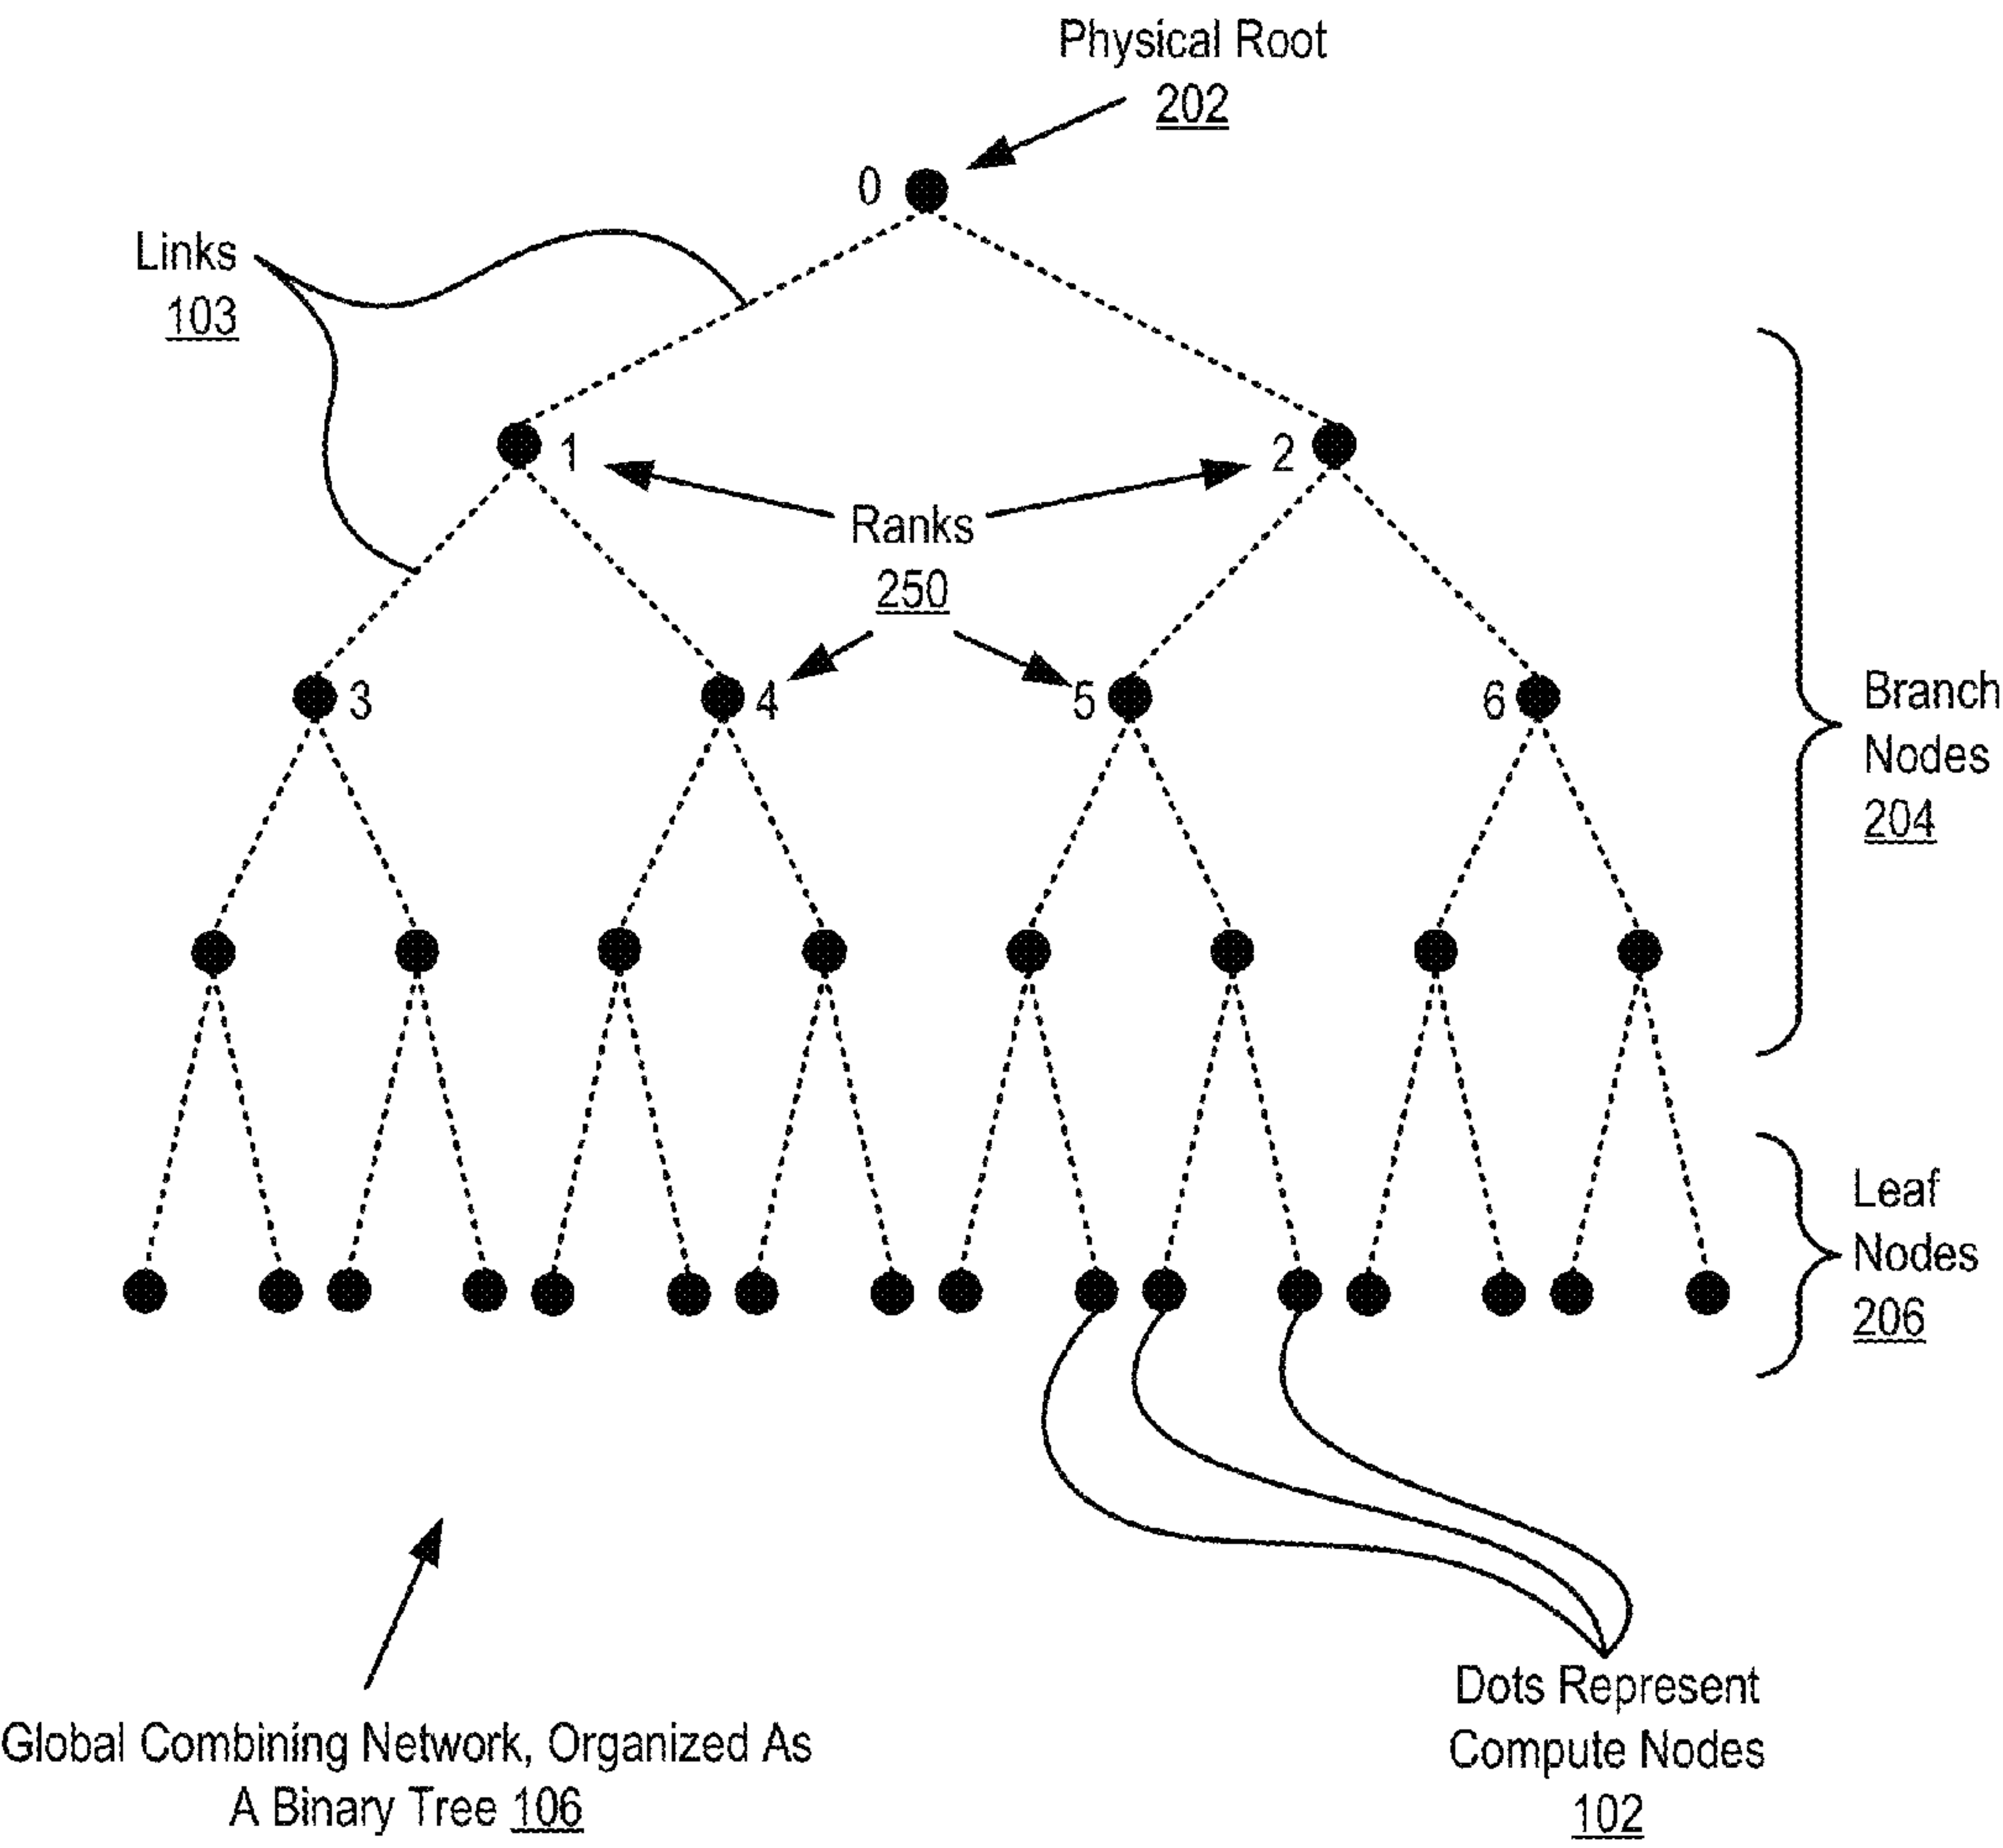 Physical Root
202
0
Links
103
1
2
Ranks
250
3
4
5
6
Branch
Nodes
204
Leaf
Nodes
206
Dots Represent
Compute Nodes
102
Global Combining Network, Organized As
A Binary Tree 106